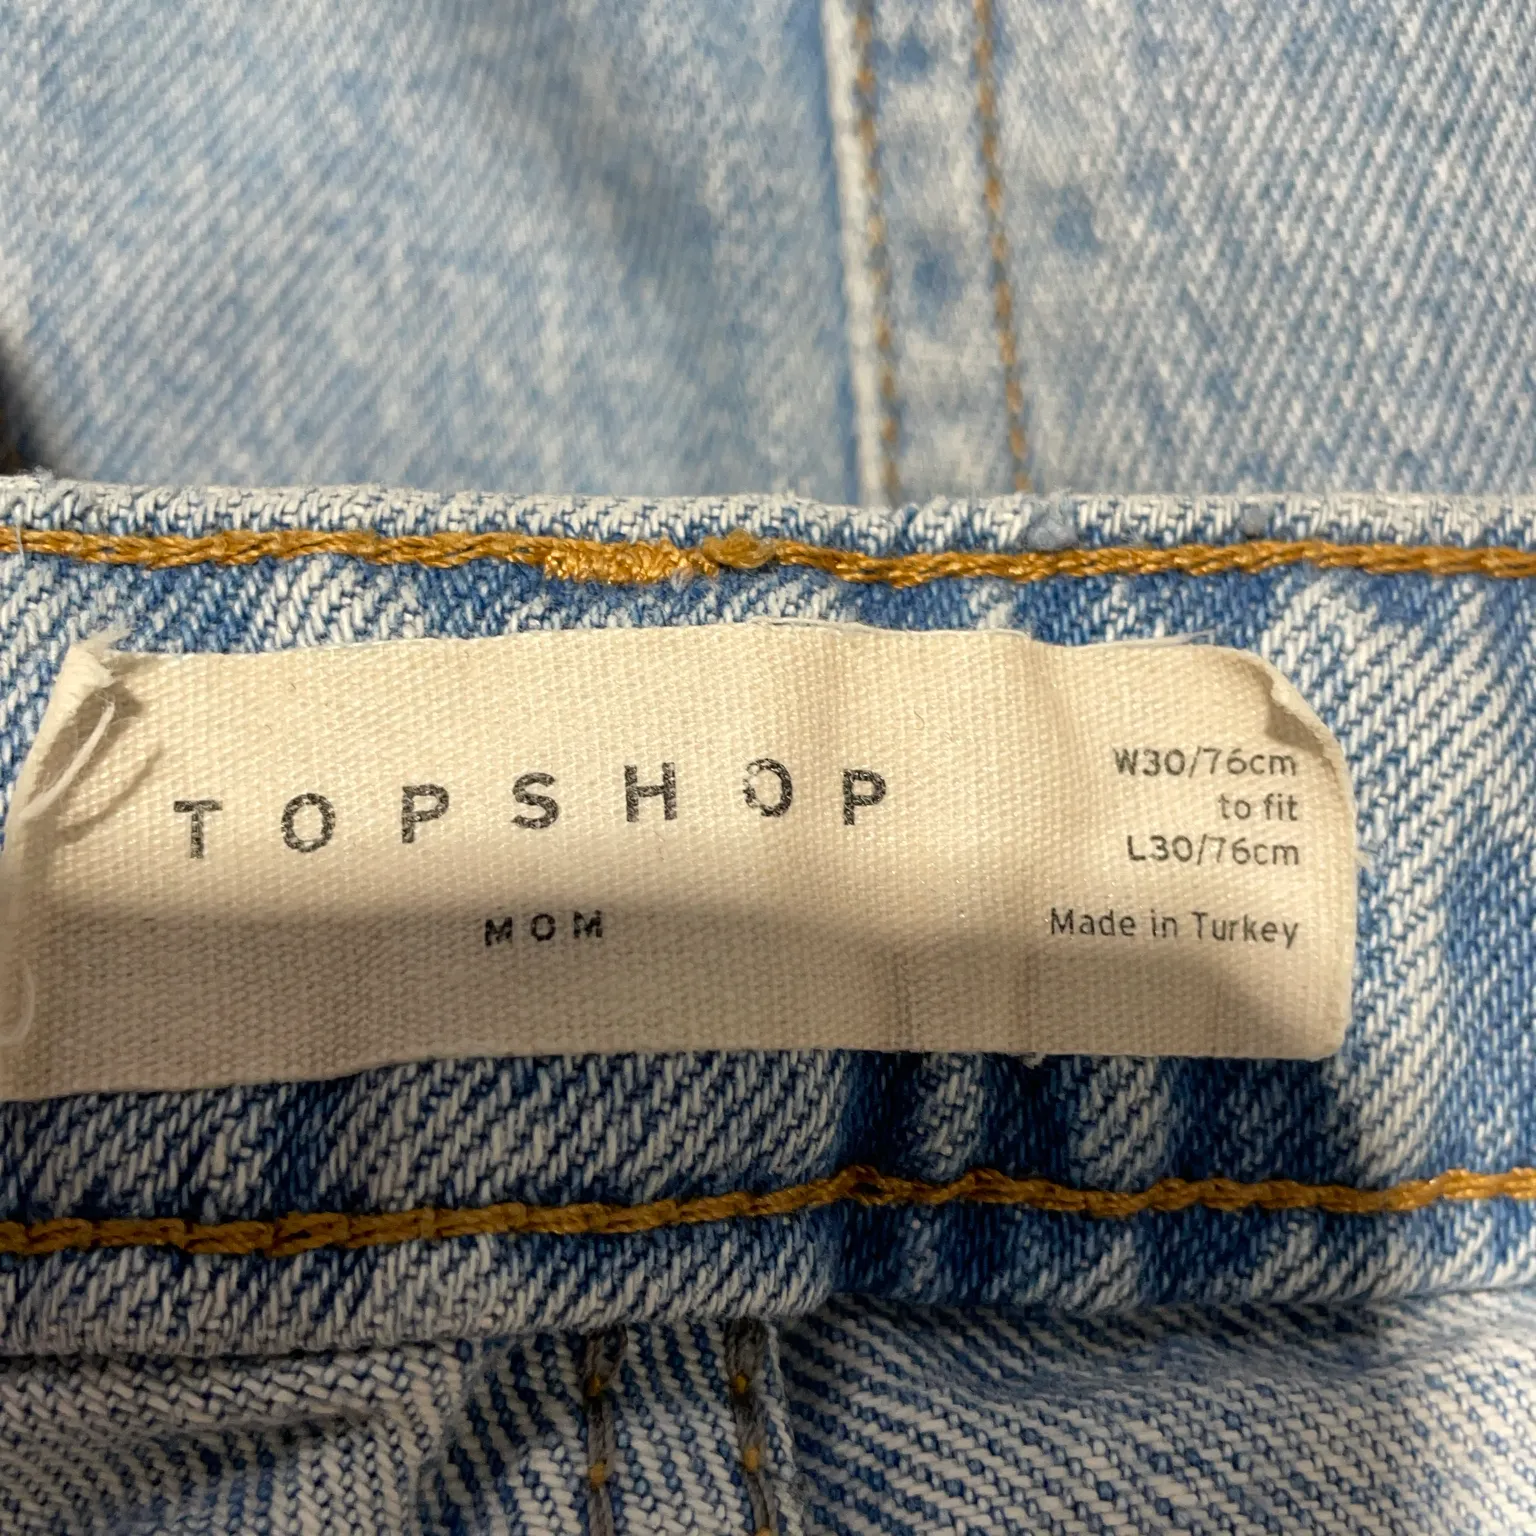 TOPSHOP
MOM
W30/76cm
to fit
L30/76cm
Made in Turkey